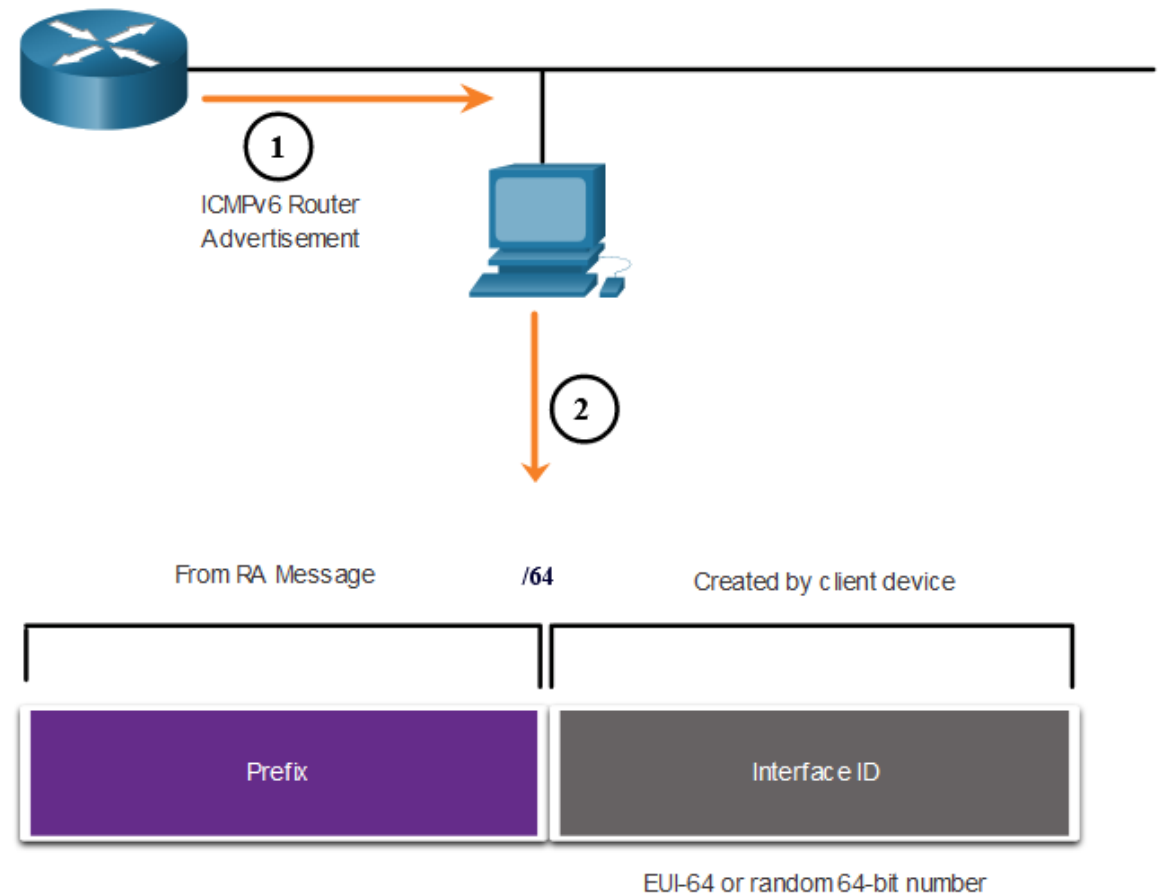 1
ICMPv6 Router
Advertisement
2
From RA Message
/64
Created by client device
Prefix
Interface ID
EUI-64 or random 64-bit number